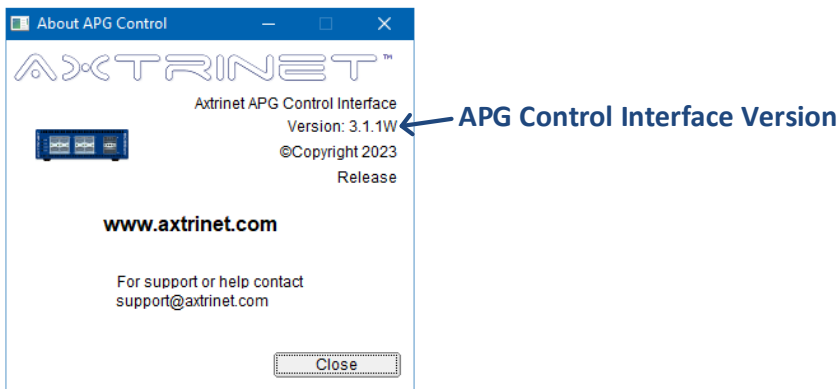 About APG Control
AXTRINET™
Axtrinet APG Control Interface
Version: 3.1.1W
©Copyright 2023
Release
www.axtrinet.com
For support or help contact
support@axtrinet.com
Close
APG Control Interface Version